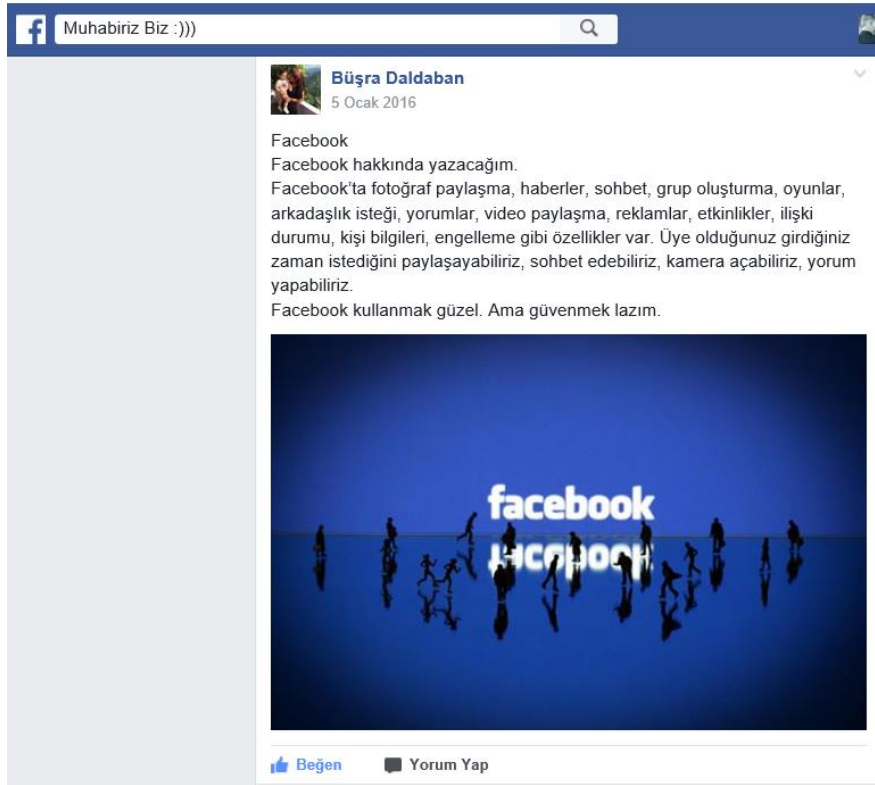 f
Muhabiriz Biz :)))
Büşra Daldaban
5 Ocak 2016
Facebook
Facebook hakkında yazacağım.
Facebook'ta fotoğraf paylaşma, haberler, sohbet, grup oluşturma, oyunlar,
arkadaşlık isteği, yorumlar, video paylaşma, reklamlar, etkinlikler, ilişki
durumu, kişi bilgileri, engelleme gibi özellikler var. Üye olduğunuz girdiğiniz
zaman istediğini paylaşayabiliriz, sohbet edebiliriz, kamera açabiliriz, yorum
yapabiliriz.
Facebook kullanmak güzel. Ama güvenmek lazım.
facebook
Beğen Yorum Yap